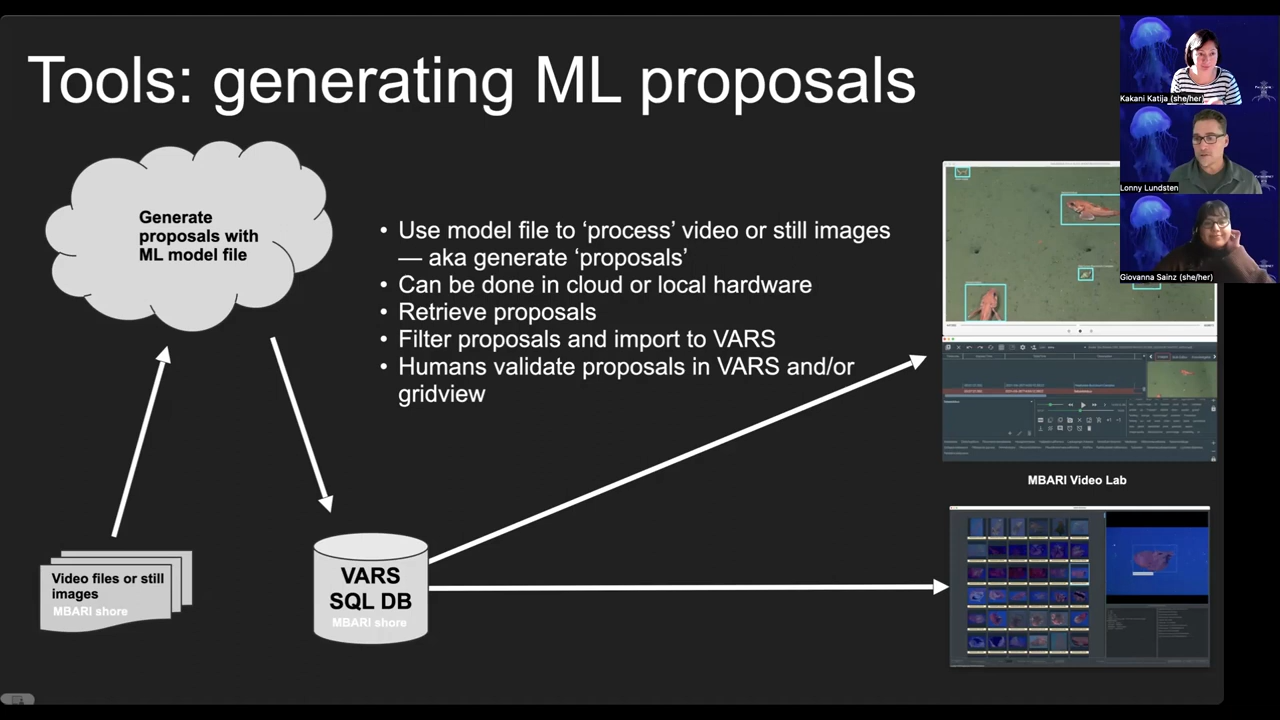 Tools: generating ML proposals
Kakani Katija (she/her)
Lonny Lundsten
Giovanna Sainz (she/her)
Generate
proposals with
ML model file
• Use model file to ‘process’ video or still images
— aka generate ‘proposals’
• Can be done in cloud or local hardware
• Retrieve proposals
• Filter proposals and import to VARS
• Humans validate proposals in VARS and/or
gridview
MBARI Video Lab
Video files or still
images
MBARI shore
VARS
SQL DB
MBARI shore